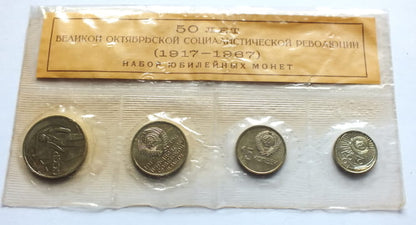 50 ЛЕТ
ВЕЛИКОЙ ОКТЯБРЬСКОЙ СОЦИАЛИСТИЧЕСКОЙ РЕВОЛЮЦИИ
(1917-1967)
НАБОР ЮБИЛЕЙНЫХ МОНЕТ